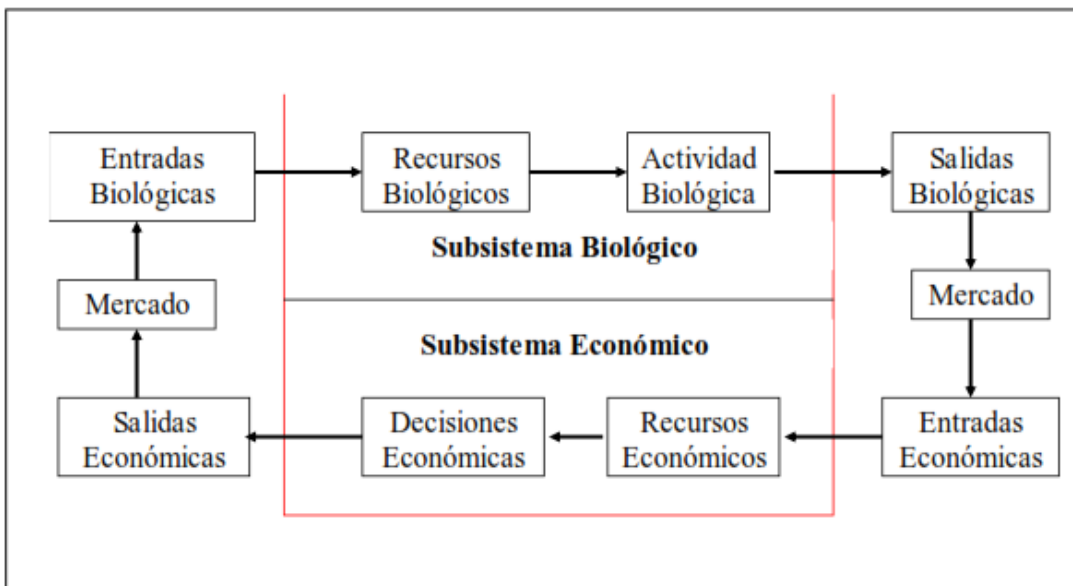 Entradas
Biológicas
Recursos
Biológicos
Actividad
Biológica
Salidas
Biológicas
Subsistema Biológico
Mercado
Mercado
Subsistema Económico
Salidas
Económicas
Decisiones
Económicas
Recursos
Económicos
Entradas
Económicas